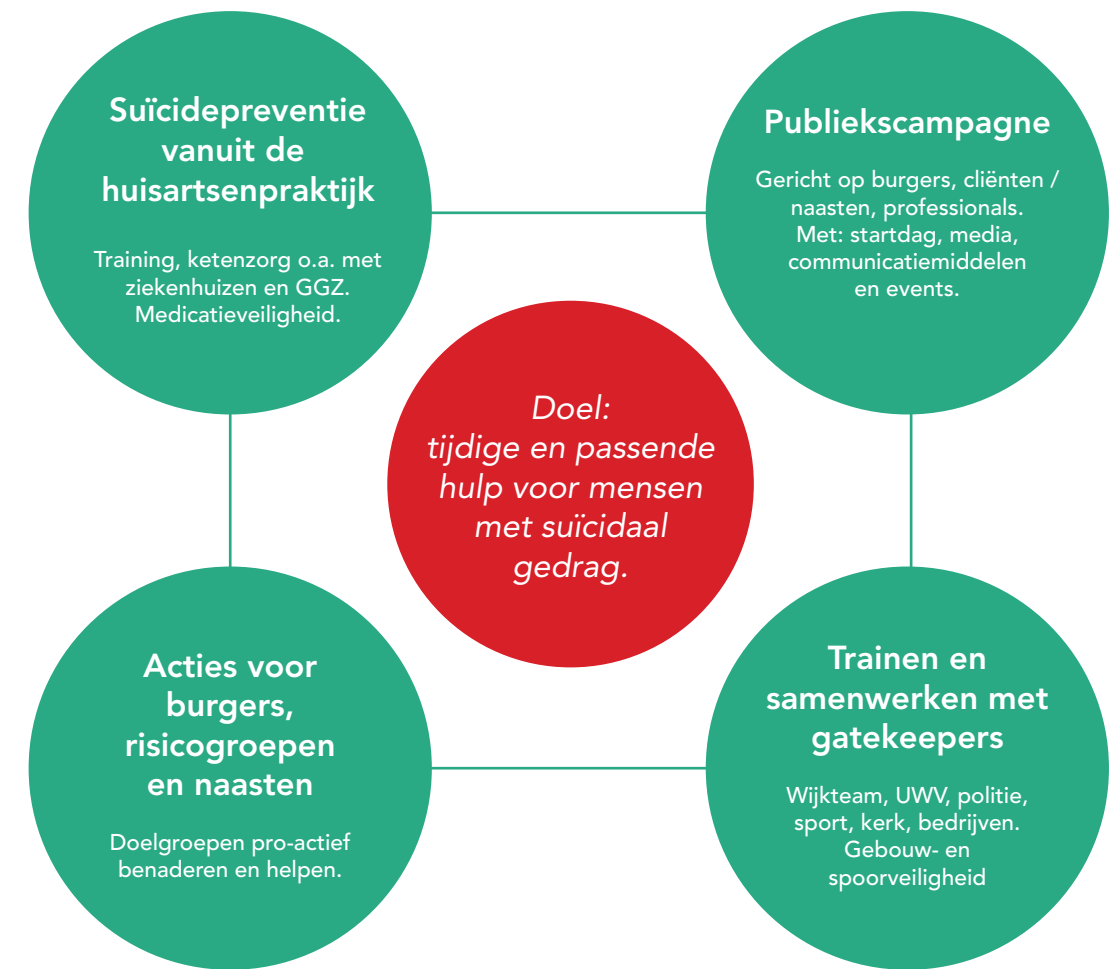 Suïcidepreventie
vanuit de
huisartsenpraktijk
Training, ketenzorg o.a. met
ziekenhuizen en GGZ.
Medicatieveiligheid.
Publiekscampagne
Gericht op burgers, cliënten /
naasten, professionals.
Met: startdag, media,
communicatiemiddelen
en events.
Doel:
tijdige en passende
hulp voor mensen
met suïcidaal
gedrag.
Acties voor
burgers,
risicogroepen
en naasten
Doelgroepen pro-actief
benaderen en helpen.
Trainen en
samenwerken met
gatekeepers
Wijkteam, UWV, politie,
sport, kerk, bedrijven.
Gebouw- en
spoorveiligheid